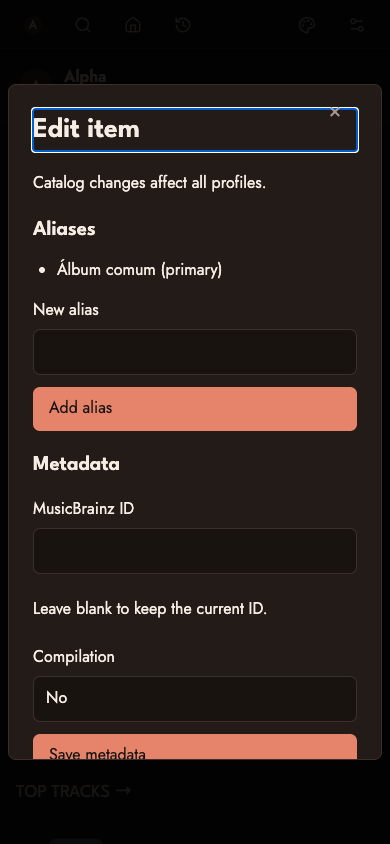 A
Alpha
×
Edit item
Catalog changes affect all profiles.
Aliases
• Álbum comum (primary)
New alias
Add alias
Metadata
MusicBrainz ID
Leave blank to keep the current ID.
Compilation
No
Save metadata
TOP TRACKS →